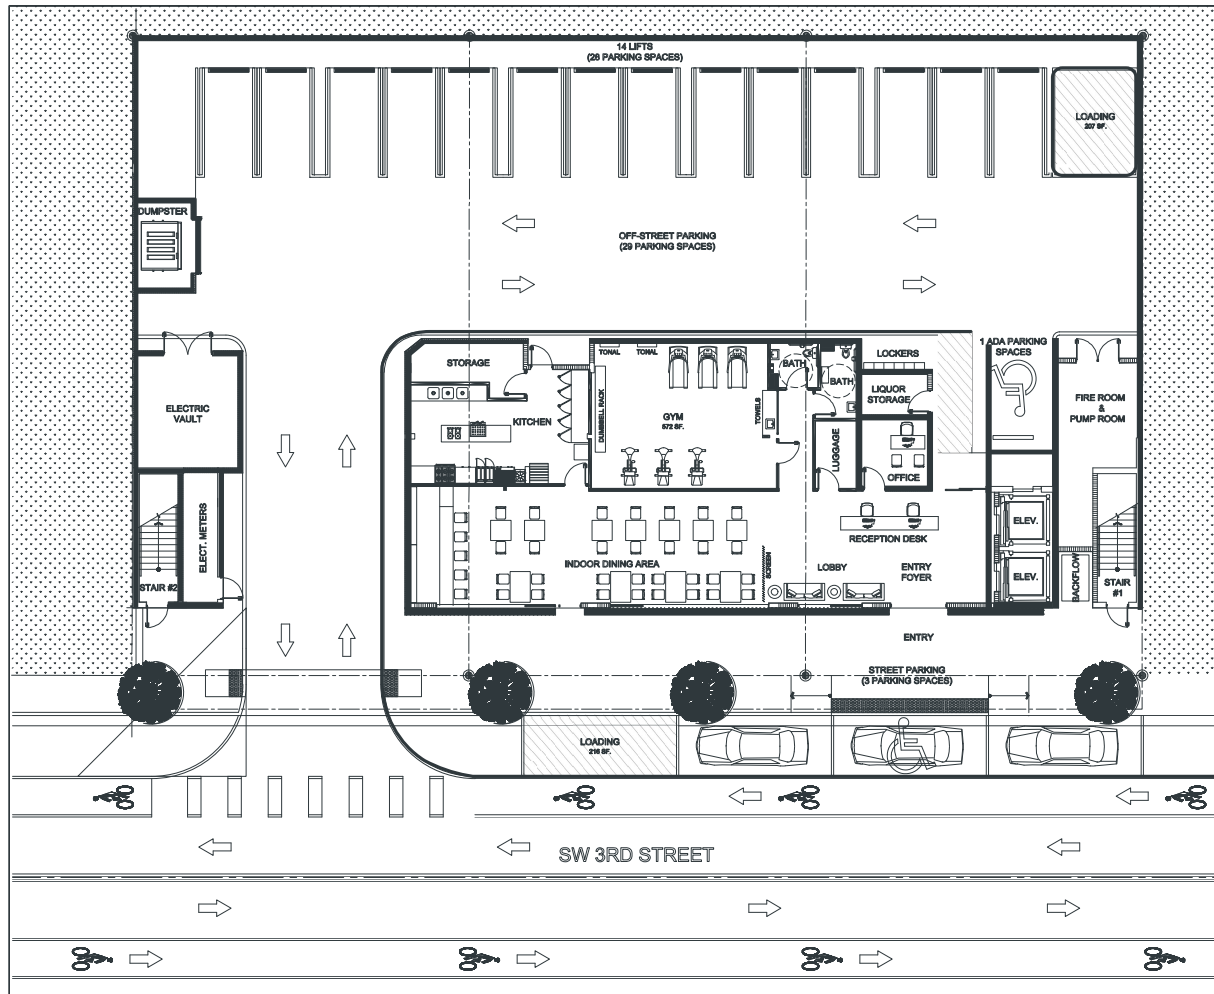 14 LIFTS
(26 PARKING SPACES)
LOADING
207 SF.
DUMPSTER
OFF-STREET PARKING
(29 PARKING SPACES)
1 ADA PARKING
SPACES
STORAGE
TONAL
TONAL
BATH
LOCKERS
BATH
LIQUOR
STORAGE
ELECTRIC
VAULT
KITCHEN
DUMBBELL RACK
GYM
572 SF.
TOWELS
FIRE ROOM
&
PUMP ROOM
LUGGAGE
OFFICE
ELECT. METERS
ELEV.
RECEPTION DESK
INDOOR DINING AREA
SCREEN
LOBBY
ENTRY
FOYER
ELEV.
BACKFLOW
STAIR
#1
STAIR #2
ENTRY
STREET PARKING
(3 PARKING SPACES)
LOADING
216 SF.
SW 3RD STREET